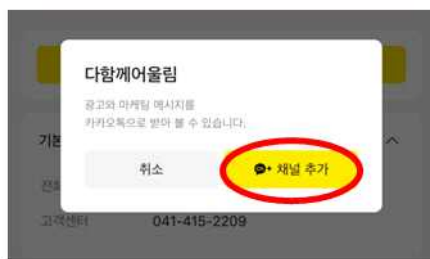 다함께어울림
광고와 마케팅 메시지를
카카오톡으로 받아 볼 수 있습니다.
기본
취소
채널 추가
고객센터 041-415-2209